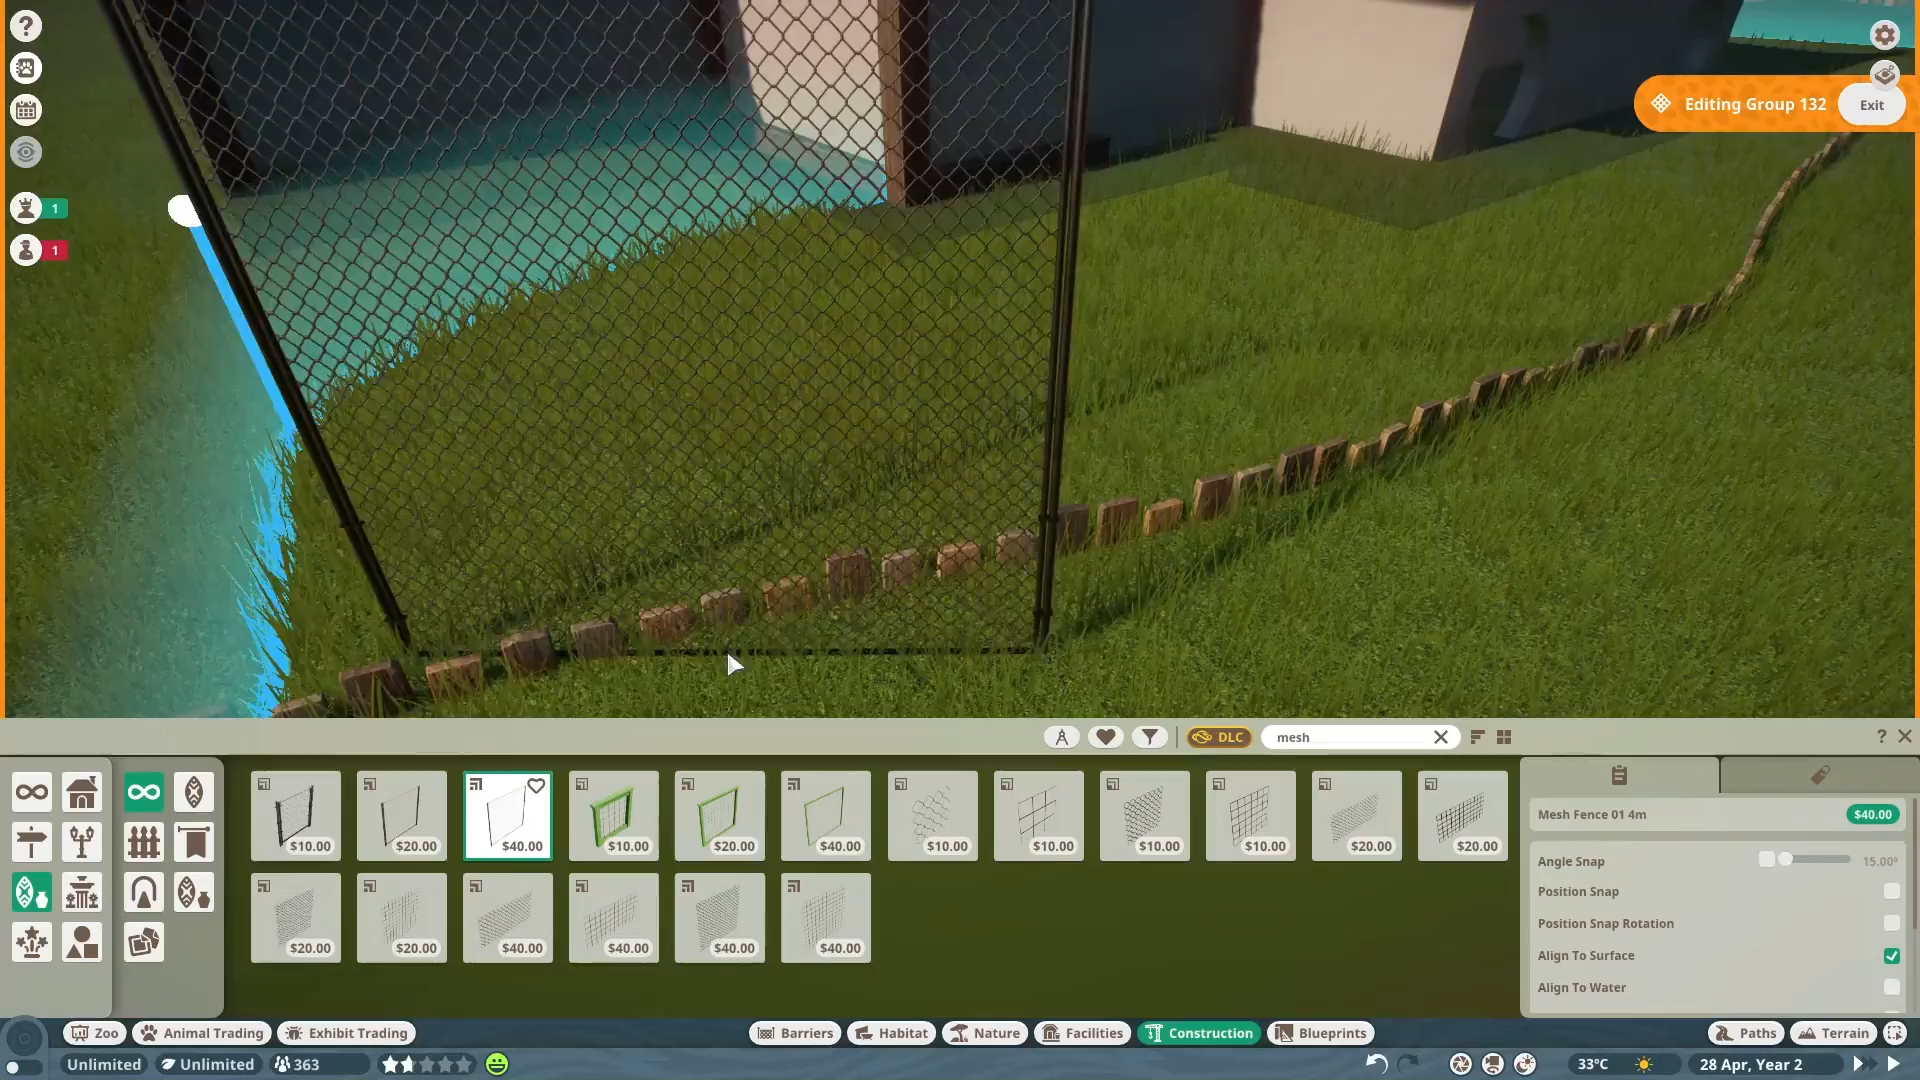 ?
Editing Group 132
Exit
1
1
DLC
mesh
?
$10.00
$20.00
$40.00
$10.00
$20.00
$40.00
$10.00
$10.00
$10.00
$10.00
$20.00
$20.00
$20.00
$20.00
$40.00
$40.00
$40.00
$40.00
Mesh Fence 01 4m
$40.00
Angle Snap
15.00°
Position Snap
Position Snap Rotation
Align To Surface
Align To Water
Zoo
Animal Trading
Exhibit Trading
Barriers
Habitat
Nature
Facilities
Construction
Blueprints
Paths
Terrain
Unlimited
Unlimited
363
33°C
28 Apr, Year 2